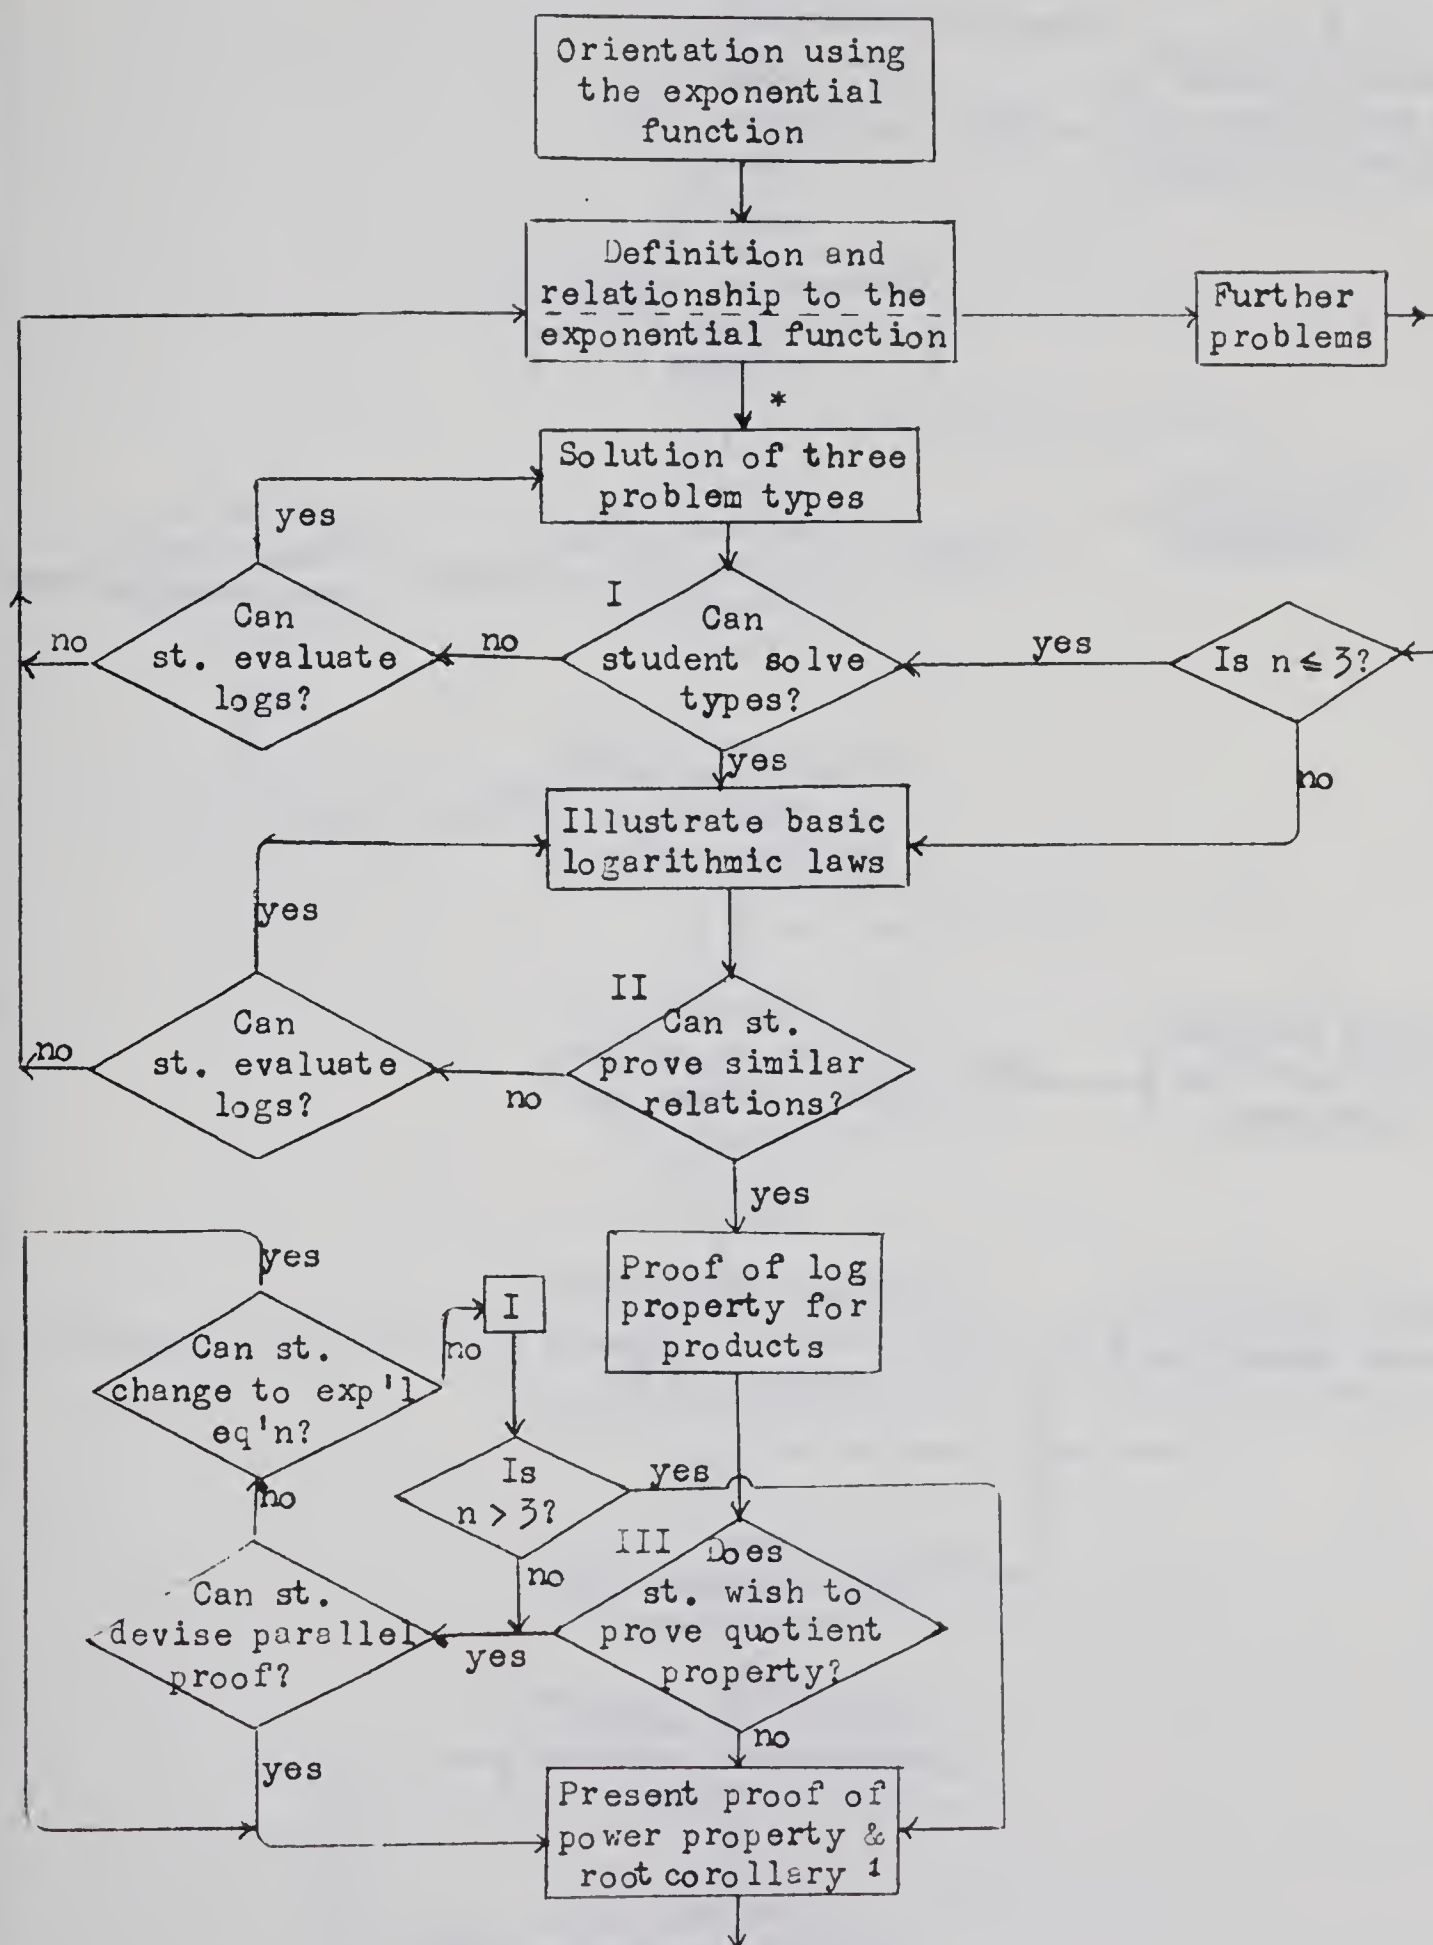 Orientation using
the exponential
function
Definition and
relationship to the
exponential function
Further
problems
*
Solution of three
problem types
yes
I
Can
student solve
types?
Can
st. evaluate
logs?
no
no
yes
Is n ≤ 3?
yes
no
Illustrate basic
logarithmic laws
yes
II
Can st.
prove similar
relations?
Can
st. evaluate
logs?
no
no
yes
Proof of log
property for
products
yes
I
no
Can st.
change to exp'l
eq'n?
Is
n > 3?
yes
no
no
III Does
st. wish to
prove quotient
property?
Can st.
devise parallel
proof?
yes
no
yes
Present proof of
power property &
root corollary 1